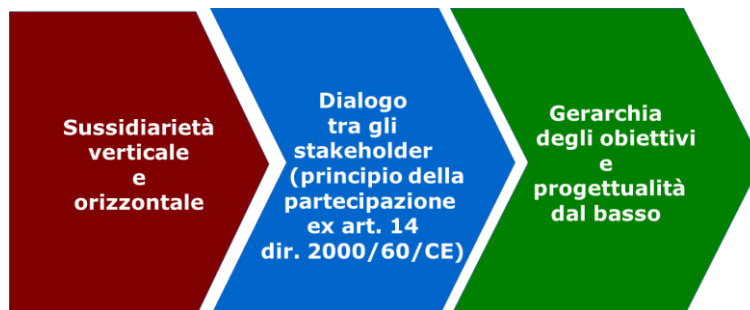 Sussidiarietà
verticale
e
orizzontale
Dialogo
tra gli
stakeholder
(principio della
partecipazione
ex art. 14
dir. 2000/60/CE)
Gerarchia
degli obiettivi
e
progettualità
dal basso